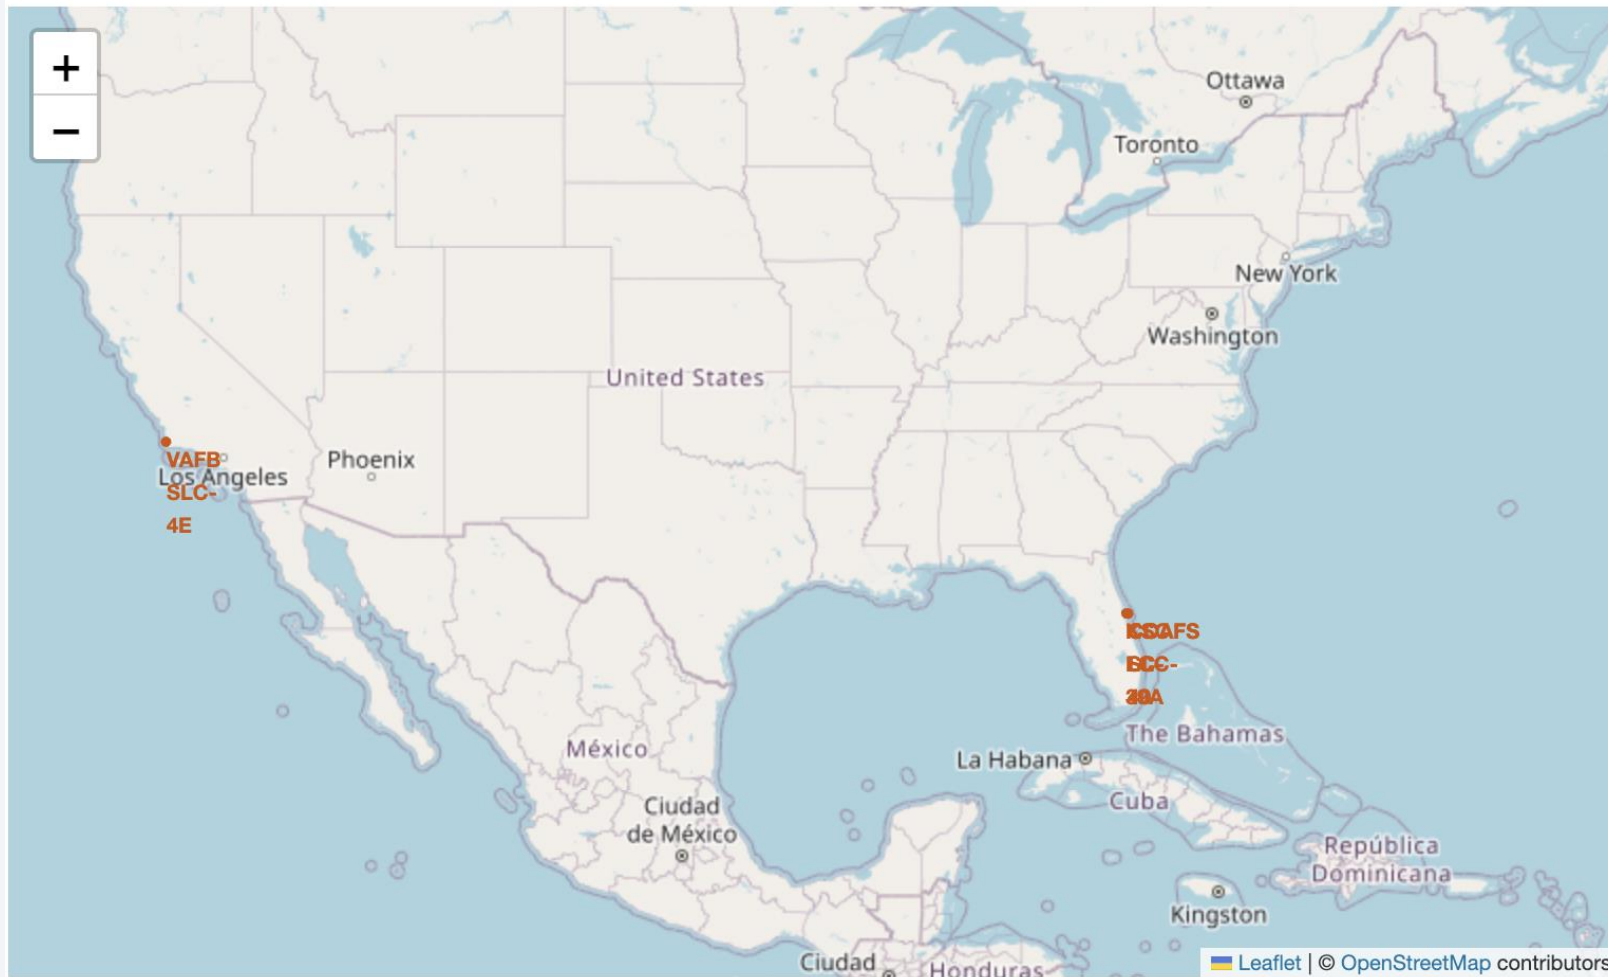 +
−
Ottawa
Toronto
New York
Washington
United States
VAFB
SLC-
4E
Los Angeles
Phoenix
The Bahamas
México
La Habana
Cuba
Ciudad
de México
República
Dominicana
Kingston
Ciudad
Honduras
Leaflet | © OpenStreetMap contributors